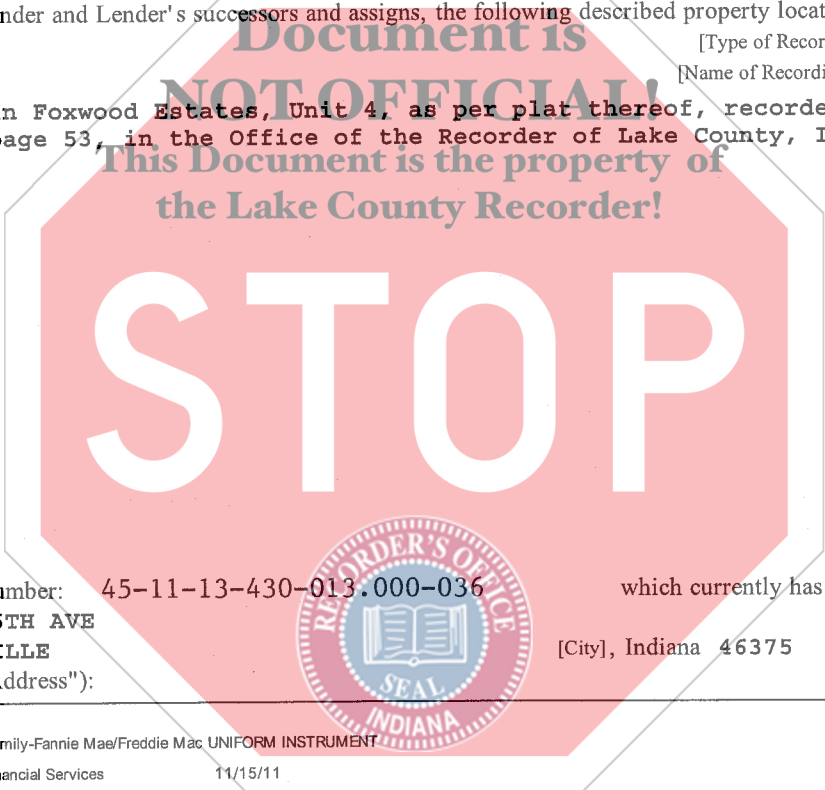 nder and Lender's successors and assigns, the following described property locat
Document is
[Type of Recor
[Name of Recordi
NOT OFFICIAL!
n Foxwood Estates, Unit 4, as per plat thereof, recorde
age 53, in the Office of the Recorder of Lake County, I
This Document is the property of
the Lake County Recorder!
STOP
RECORDER'S OFFICE
SEAL
INDIANA
umber: 45-11-13-430-013.000-036 which currently has
5TH AVE
ILLE [City], Indiana 46375
Address"):
mily-Fannie Mae/Freddie Mac UNIFORM INSTRUMENT
nancial Services 11/15/11